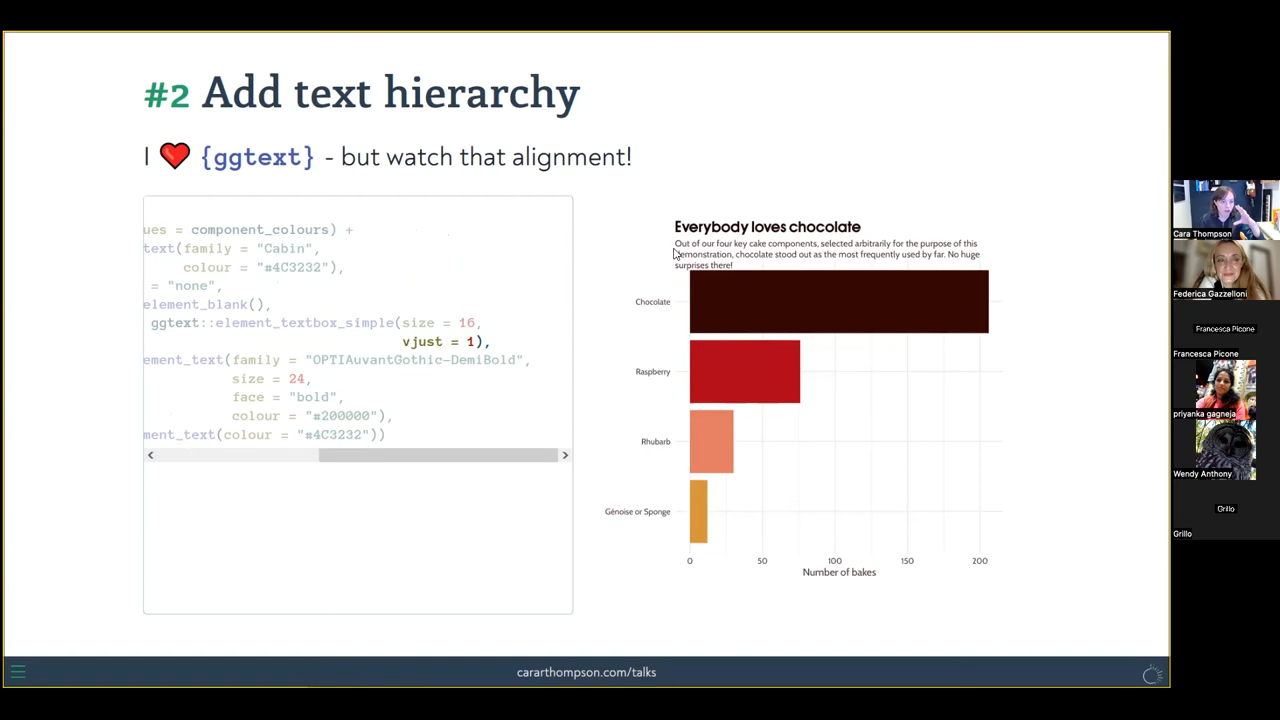 #2 Add text hierarchy
I ❤️ {ggtext} - but watch that alignment!
ues = component_colours) +
text(family = "Cabin",
colour = "#4C3232"),
= "none",
element_blank(),
ggtext::element_textbox_simple(size = 16,
vjust = 1),
ement_text(family = "OPTIAuvantGothic-DemiBold",
size = 24,
face = "bold",
colour = "#200000"),
ment_text(colour = "#4C3232"))
Everybody loves chocolate
Out of our four key cake components, selected arbitrarily for the purpose of this
demonstration, chocolate stood out as the most frequently used by far. No huge
surprises there!
Chocolate
Raspberry
Rhubarb
Génoise or Sponge
0 50 100 150 200
Number of bakes
cararthompson.com/talks
Cara Thompson
Federica Gazzelloni
Francesca Picone
Francesca Picone
priyanka gagneja
Wendy Anthony
Grillo
Grillo